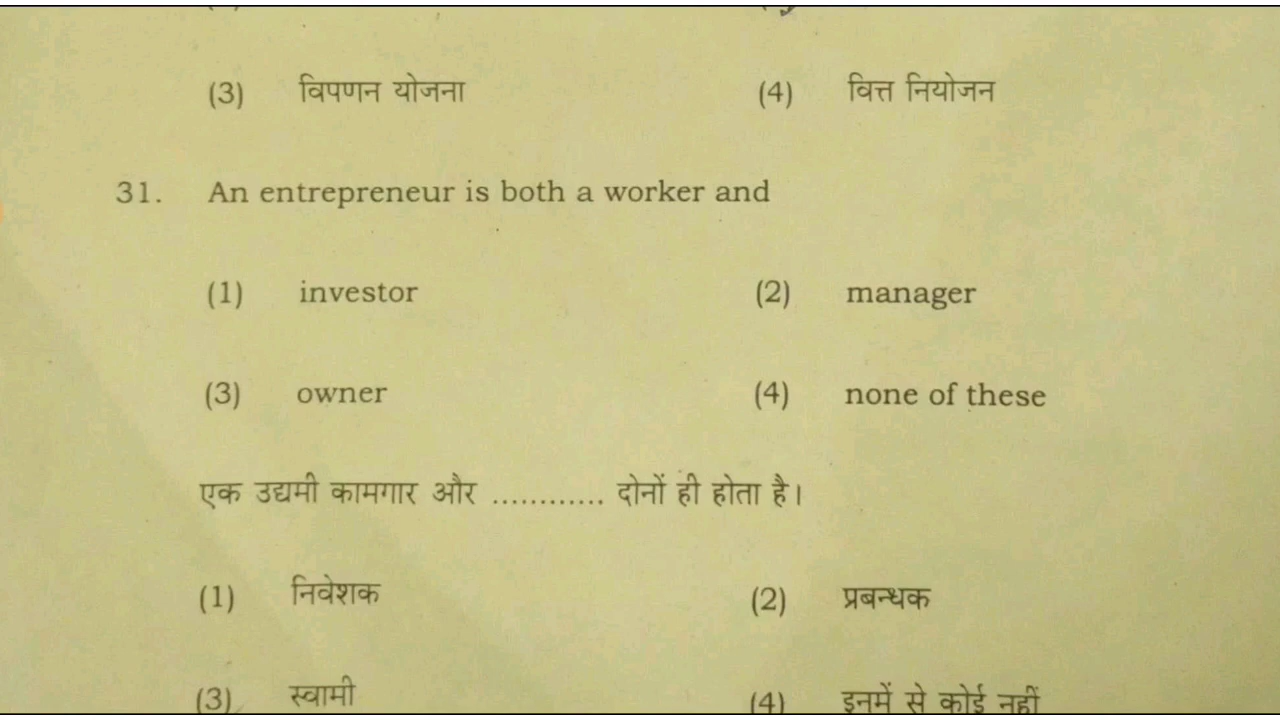 (3) विपणन योजना (4) वित्त नियोजन
31. An entrepreneur is both a worker and
(1) investor (2) manager
(3) owner (4) none of these
एक उद्यमी कामगार और ............ दोनों ही होता है।
(1) निवेशक (2) प्रबन्धक
(3) स्वामी (4) इनमें से कोई नहीं